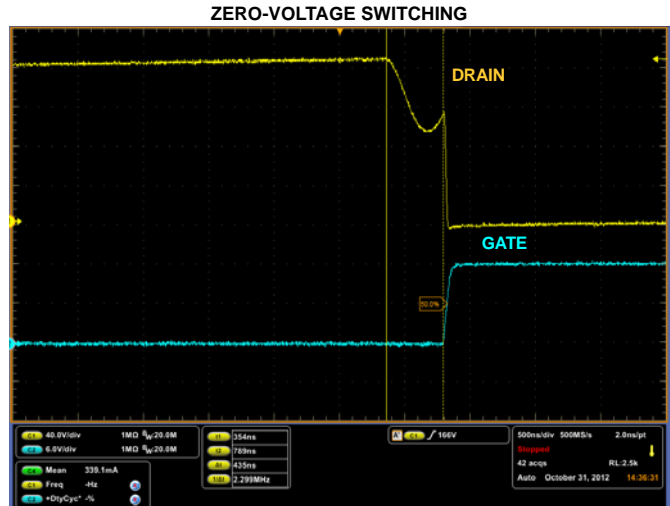 ZERO-VOLTAGE SWITCHING
DRAIN
GATE
50.0%
C1 40.0V/div 1MΩ BW:20.0M
C2 6.0V/div 1MΩ BW:20.0M
t1 354ns
t2 789ns
Δt 435ns
1/Δt 2.299MHz
A' C1 ∫ 166V
500ns/div 500MS/s 2.0ns/pt
Stopped
42 acqs RL:2.5k
Auto October 31, 2012 14:26:31
C4 Mean 339.1mA
C1 Freq -Hz
C2 +DtyCyc* -%